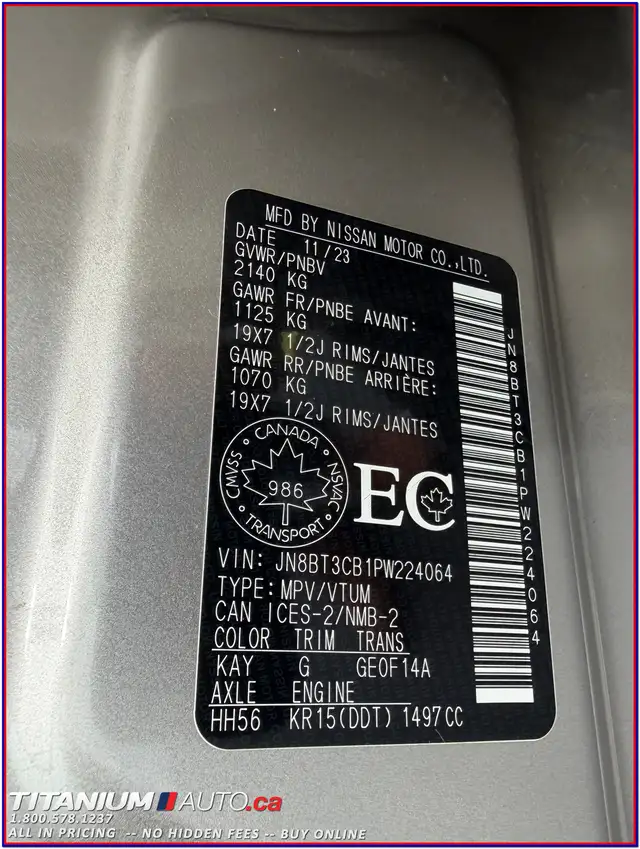 MFD BY NISSAN MOTOR CO.,LTD.
DATE 11/23
GVWR/PNBV
2140 KG
GAWR FR/PNBE AVANT:
1125 KG
19X7 1/2J RIMS/JANTES
GAWR RR/PNBE ARRIÈRE:
1070 KG
19X7 1/2J RIMS/JANTES
JN8BT3CB1PW224064
CANADA
CMVSS NSVAC
986
TRANSPORT
EC
VIN: JN8BT3CB1PW224064
TYPE: MPV/VTUM
CAN ICES-2/NMB-2
COLOR TRIM TRANS
KAY G GE0F14A
AXLE ENGINE
HH56 KR15(DDT) 1497CC
TITANIUM AUTO.ca
1.800.578.1237
ALL IN PRICING -- NO HIDDEN FEES -- BUY ONLINE